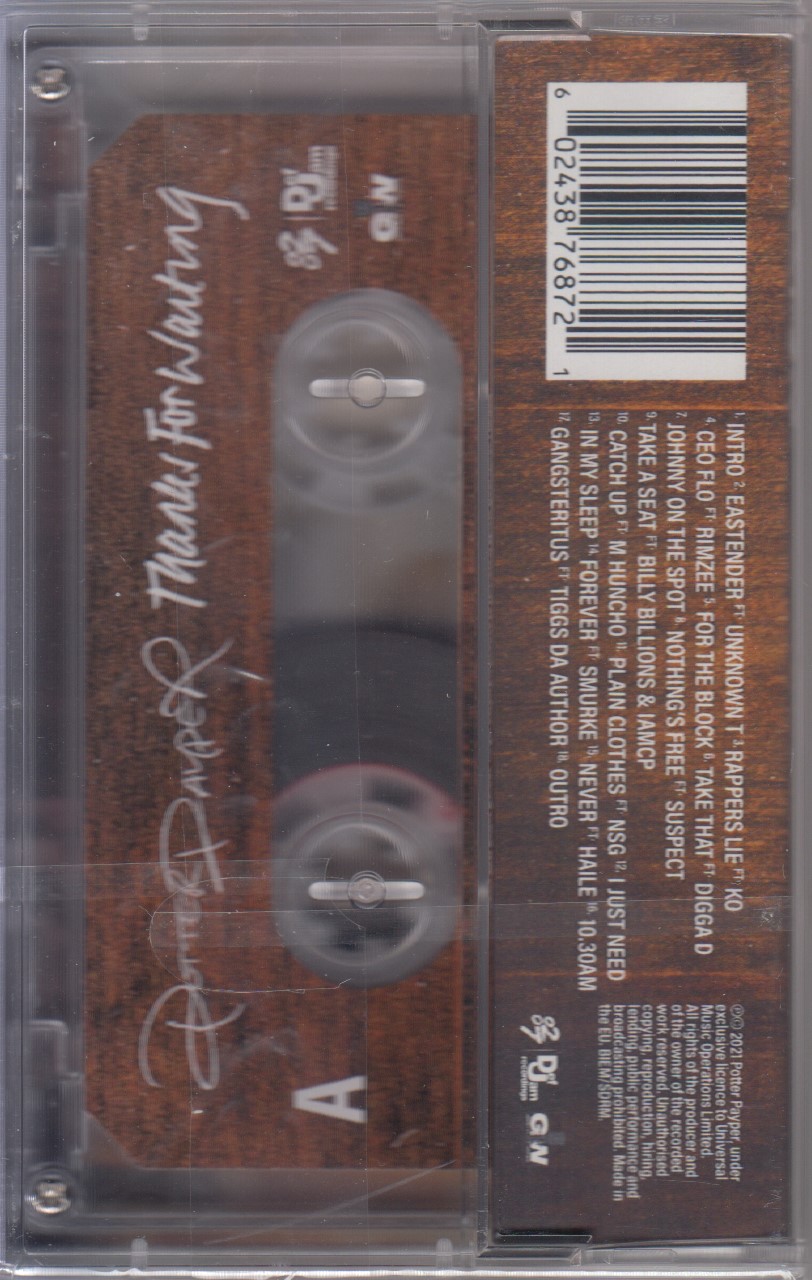 6 02438 76872 1
1. INTRO 2. EASTENDER FT. UNKNOWN T 3. RAPPERS LIE FT. KO
4. CEO FLO FT. RIMZEE 5. FOR THE BLOCK 6. TAKE THAT FT. DIGGA D
7. JOHNNY ON THE SPOT 8. NOTHING'S FREE FT. SUSPECT
9. TAKE A SEAT FT. BILLY BILLIONS & IAMCP
10. CATCH UP FT. M HUNCHO 11. PLAIN CLOTHES FT. NSG 12. I JUST NEED
13. IN MY SLEEP 14. FOREVER FT. SMURKE 15. NEVER FT. HAILE 16. 10.30AM
17. GANGSTERITUS FT. TIGGS DA AUTHOR 18. OUTRO
℗© 2021 Potter Payper, under
exclusive licence to Universal
Music Operations Limited.
All rights of the producer and
of the owner of the recorded
work reserved. Unauthorised
copying, reproduction, hiring,
lending, public performance and
broadcasting prohibited. Made in
the EU. BIEM/SDRM.
Def Jam
recordings
Def Jam
recordings
Potter Payper Thanks For Waiting
A